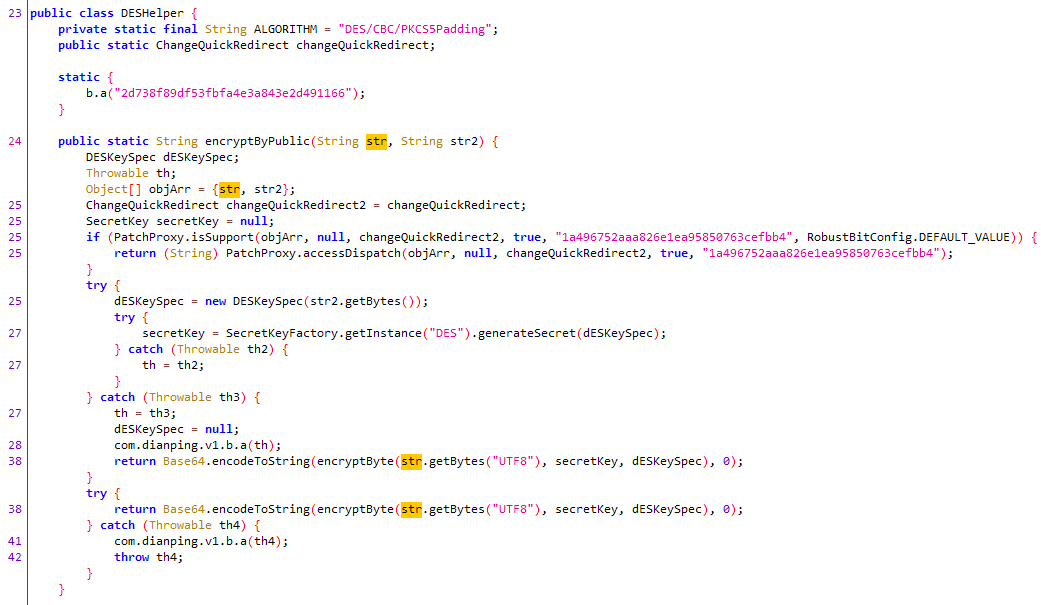 23 public class DESHelper {
private static final String ALGORITHM = "DES/CBC/PKCS5Padding";
public static ChangeQuickRedirect changeQuickRedirect;
static {
b.a("2d738f89df53fbfa4e3a843e2d491166");
}
24 public static String encryptByPublic(String str, String str2) {
DESKeySpec dESKeySpec;
Throwable th;
Object[] objArr = {str, str2};
25 ChangeQuickRedirect changeQuickRedirect2 = changeQuickRedirect;
25 SecretKey secretKey = null;
25 if (PatchProxy.isSupport(objArr, null, changeQuickRedirect2, true, "1a496752aaa826e1ea95850763cefbb4", RobustBitConfig.DEFAULT_VALUE)) {
25 return (String) PatchProxy.accessDispatch(objArr, null, changeQuickRedirect2, true, "1a496752aaa826e1ea95850763cefbb4");
}
try {
25 dESKeySpec = new DESKeySpec(str2.getBytes());
try {
27 secretKey = SecretKeyFactory.getInstance("DES").generateSecret(dESKeySpec);
} catch (Throwable th2) {
27 th = th2;
}
} catch (Throwable th3) {
27 th = th3;
dESKeySpec = null;
28 com.dianping.v1.b.a(th);
38 return Base64.encodeToString(encryptByte(str.getBytes("UTF8"), secretKey, dESKeySpec), 0);
}
try {
38 return Base64.encodeToString(encryptByte(str.getBytes("UTF8"), secretKey, dESKeySpec), 0);
} catch (Throwable th4) {
41 com.dianping.v1.b.a(th4);
42 throw th4;
}
}